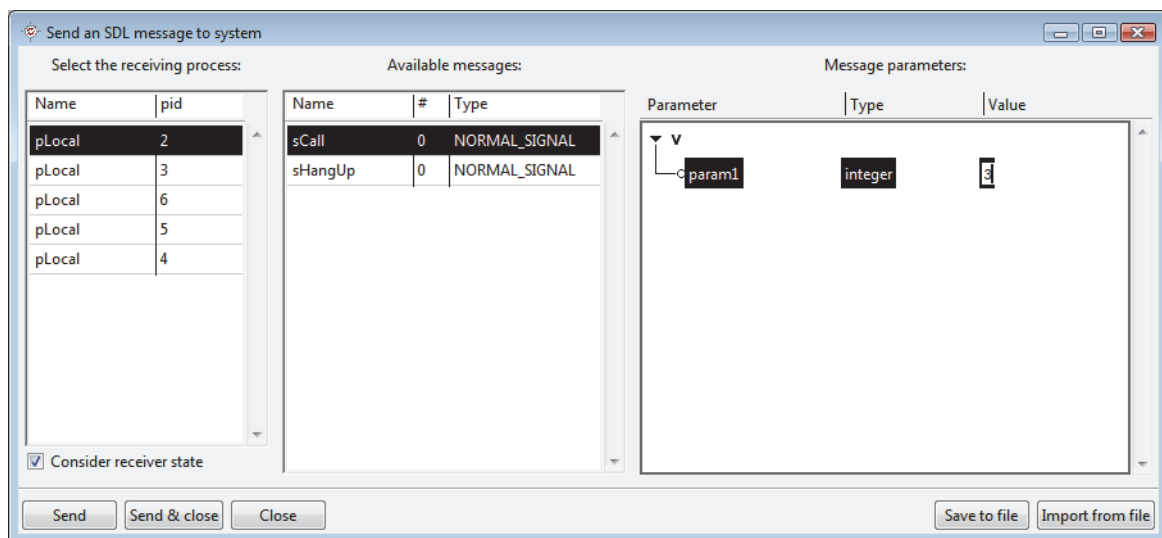 Send an SDL message to system
Select the receiving process: Available messages: Message parameters:
Name pid Name # Type Parameter Type Value
pLocal 2 sCall 0 NORMAL_SIGNAL V
pLocal 3 sHangUp 0 NORMAL_SIGNAL param1 integer 3
pLocal 6
pLocal 5
pLocal 4
Consider receiver state
Send Send & close Close Save to file Import from file